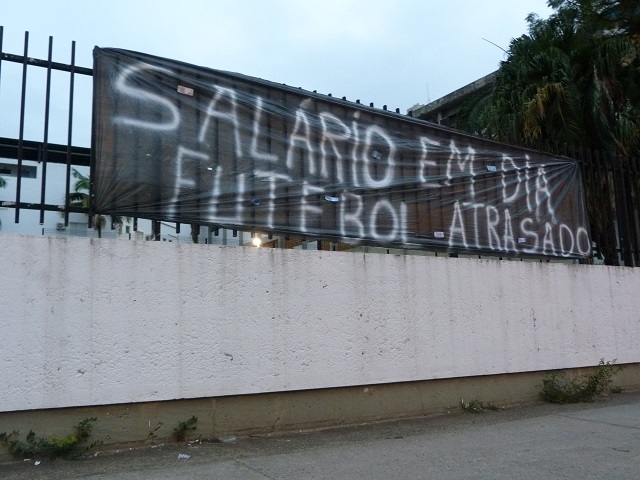 SALÁRIO EM DIA
FUTEBOL ATRASADO